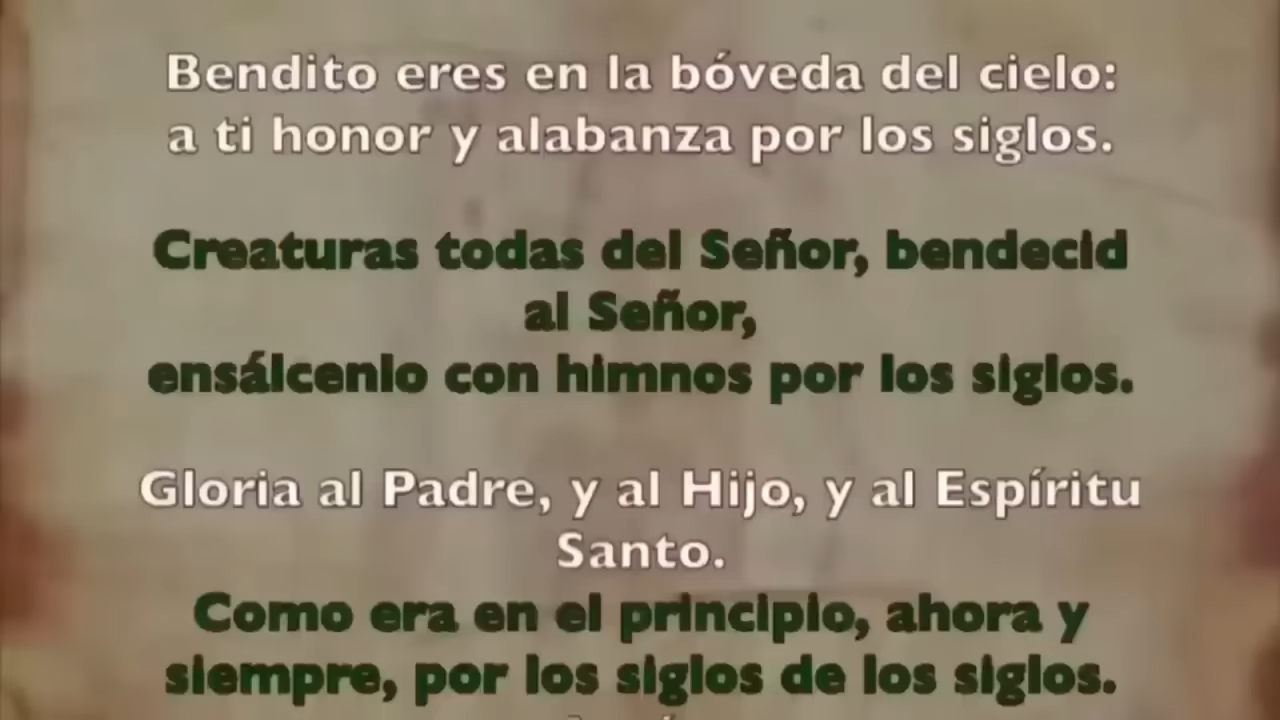 Bendito eres en la bóveda del cielo:
a ti honor y alabanza por los siglos.
Creaturas todas del Señor, bendecid
al Señor,
ensálcenlo con himnos por los siglos.
Gloria al Padre, y al Hijo, y al Espíritu
Santo.
Como era en el principio, ahora y
siempre, por los siglos de los siglos.